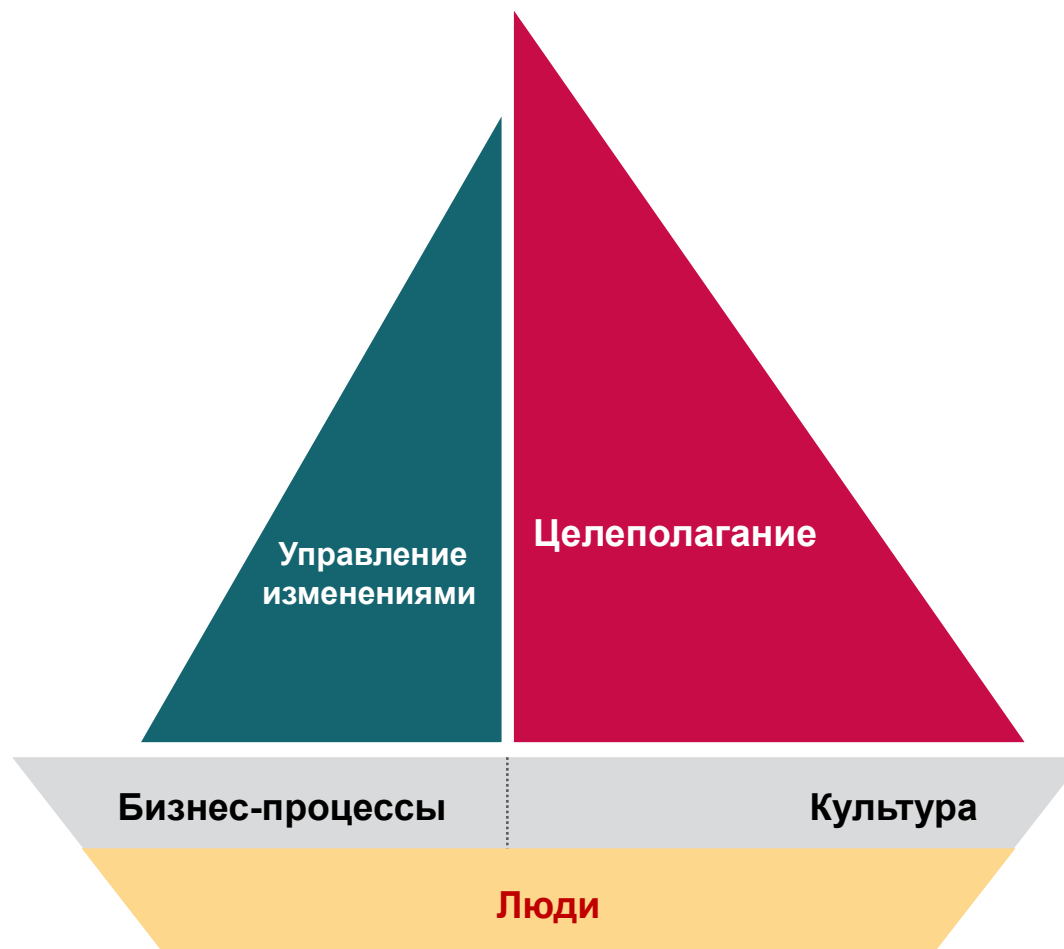 Целеполагание
Управление
изменениями
Бизнес-процессы
Культура
Люди